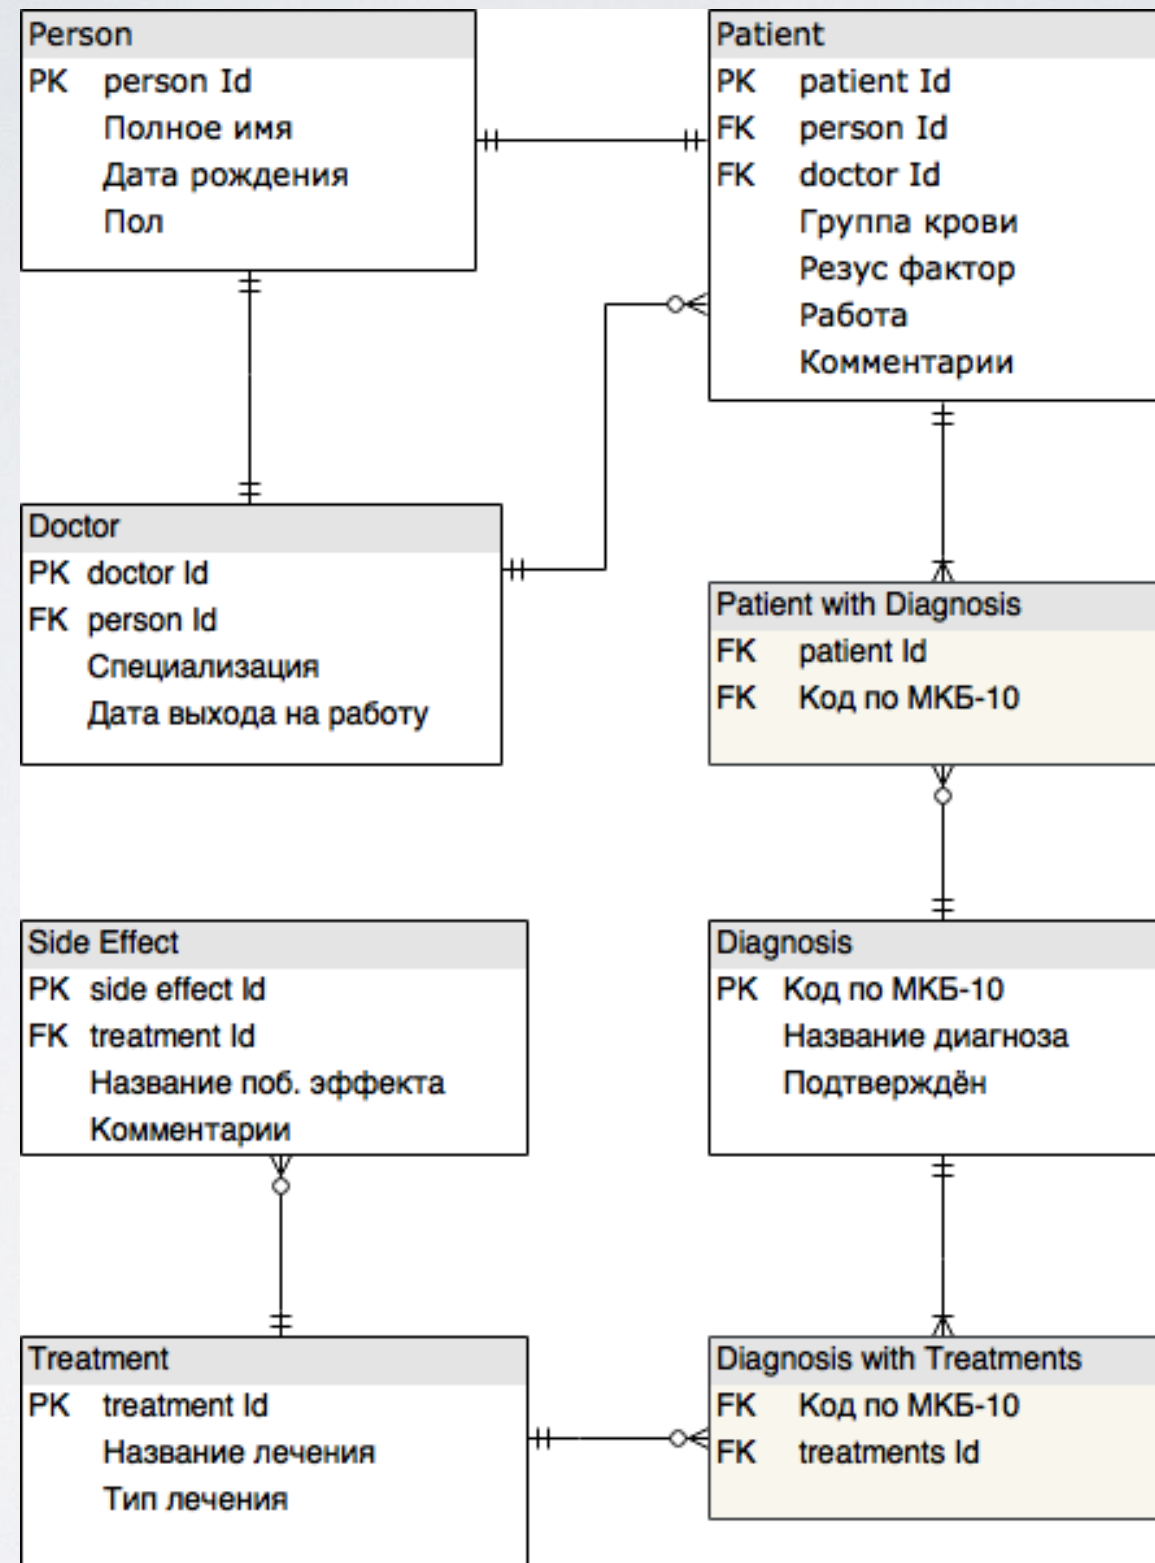 Person
PK person Id
Полное имя
Дата рождения
Пол
Patient
PK patient Id
FK person Id
FK doctor Id
Группа крови
Резус фактор
Работа
Комментарии
Doctor
PK doctor Id
FK person Id
Специализация
Дата выхода на работу
Patient with Diagnosis
FK patient Id
FK Код по МКБ-10
Side Effect
PK side effect Id
FK treatment Id
Название поб. эффекта
Комментарии
Diagnosis
PK Код по МКБ-10
Название диагноза
Подтверждён
Treatment
PK treatment Id
Название лечения
Тип лечения
Diagnosis with Treatments
FK Код по МКБ-10
FK treatments Id